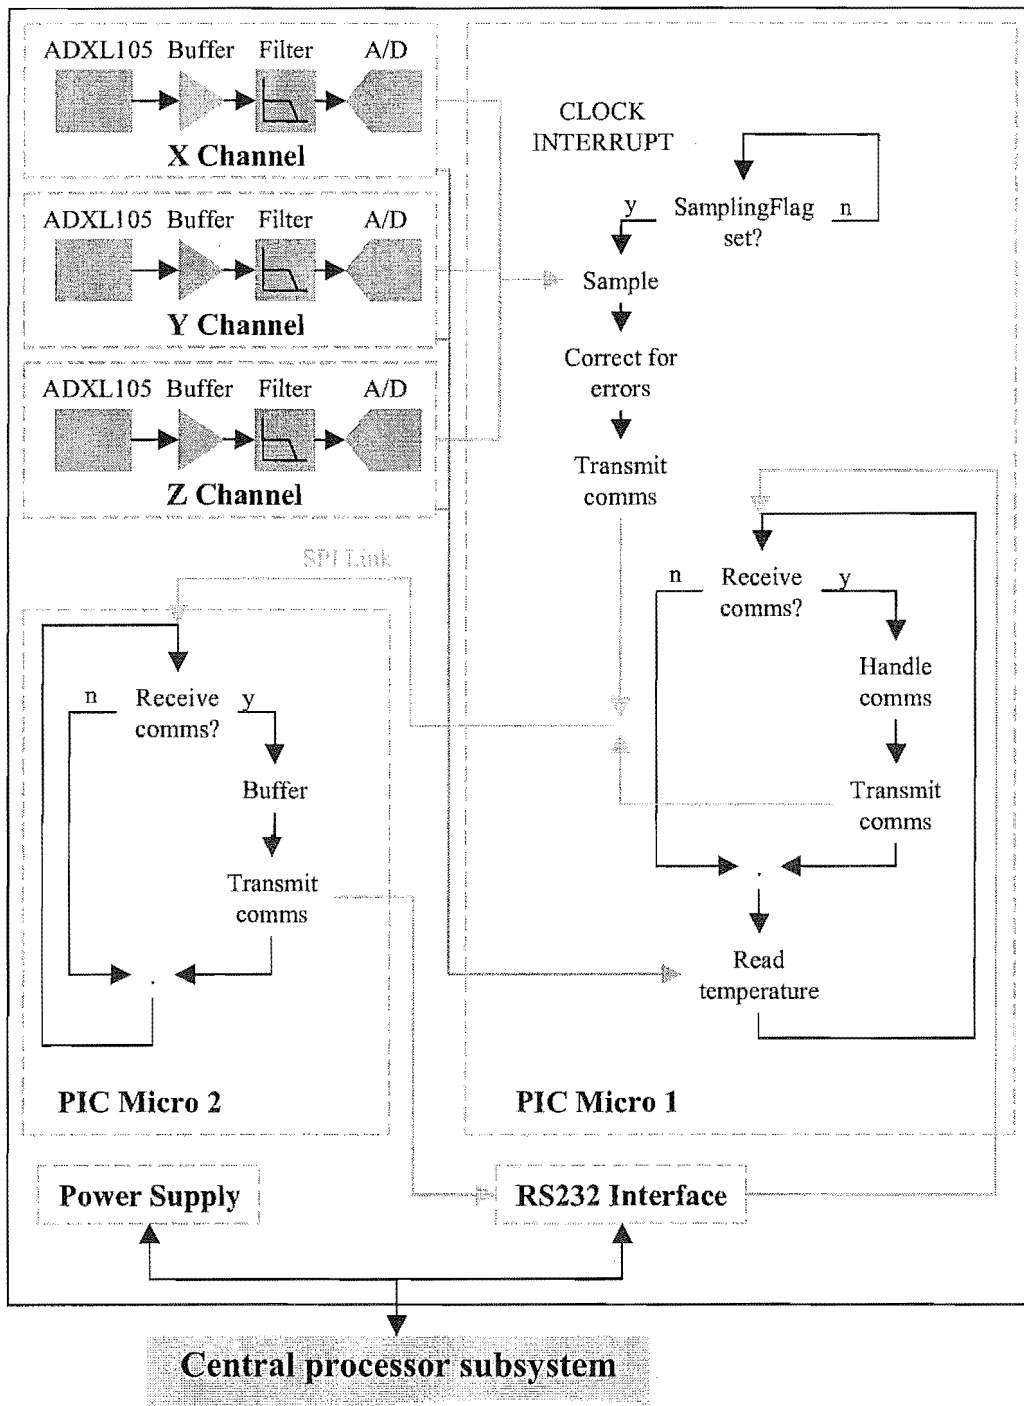 ADXL105 Buffer Filter A/D
X Channel
ADXL105 Buffer Filter A/D
Y Channel
ADXL105 Buffer Filter A/D
Z Channel
CLOCK
INTERRUPT
SamplingFlag
set?
y
n
Sample
Correct for
errors
Transmit
comms
n
Receive
comms?
y
Handle
comms
Transmit
comms
.
Read
temperature
PIC Micro 1
SPI Link
n
Receive
comms?
y
Buffer
Transmit
comms
.
PIC Micro 2
Power Supply
RS232 Interface
Central processor subsystem